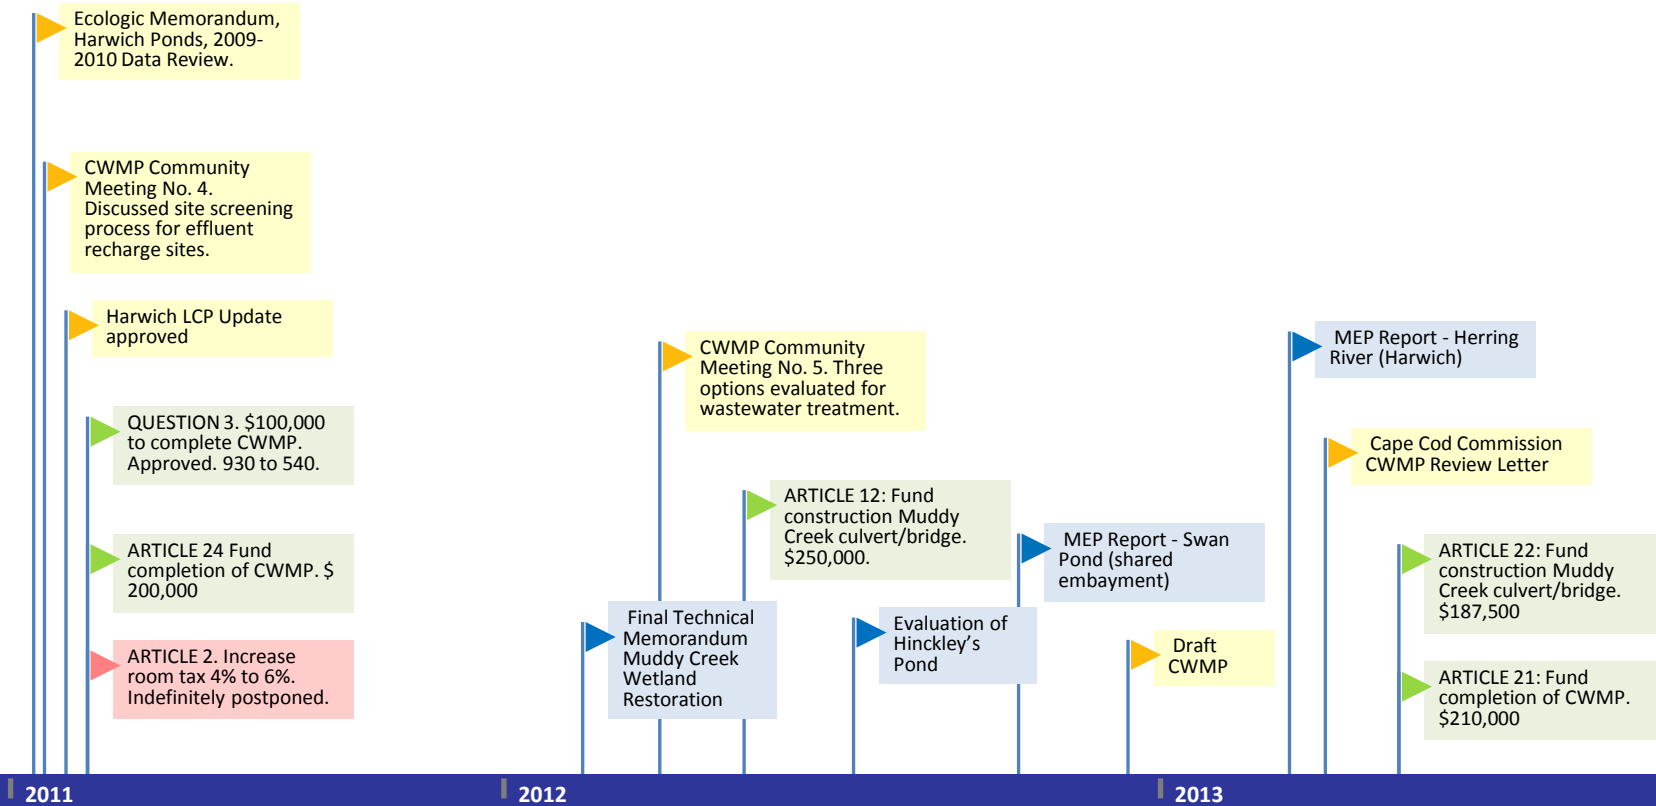 Ecologic Memorandum,
Harwich Ponds, 2009-
2010 Data Review.
CWMP Community
Meeting No. 4.
Discussed site screening
process for effluent
recharge sites.
Harwich LCP Update
approved
QUESTION 3. $100,000
to complete CWMP.
Approved. 930 to 540.
ARTICLE 24 Fund
completion of CWMP. $
200,000
ARTICLE 2. Increase
room tax 4% to 6%.
Indefinitely postponed.
Final Technical
Memorandum
Muddy Creek
Wetland
Restoration
CWMP Community
Meeting No. 5. Three
options evaluated for
wastewater treatment.
ARTICLE 12: Fund
construction Muddy
Creek culvert/bridge.
$250,000.
Evaluation of
Hinckley’s
Pond
MEP Report - Swan
Pond (shared
embayment)
Draft
CWMP
MEP Report - Herring
River (Harwich)
Cape Cod Commission
CWMP Review Letter
ARTICLE 22: Fund
construction Muddy
Creek culvert/bridge.
$187,500
ARTICLE 21: Fund
completion of CWMP.
$210,000
2011
2012
2013